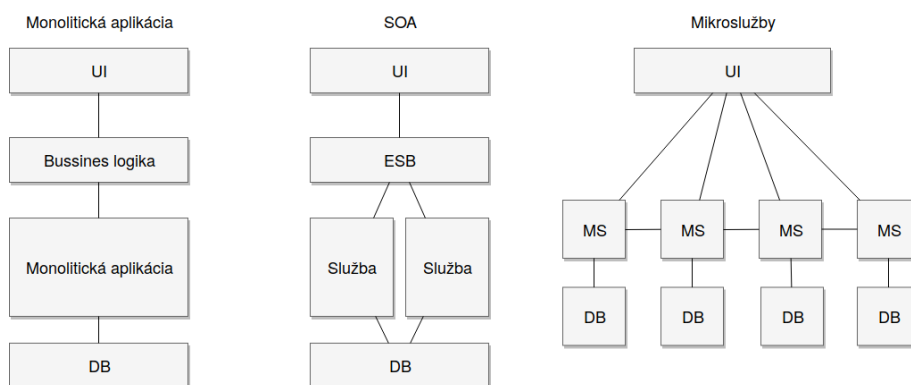 Monolitická aplikácia
SOA
Mikroslužby
UI
UI
UI
Bussines logika
ESB
Monolitická aplikácia
Služba
Služba
MS
MS
MS
MS
DB
DB
DB
DB
DB
DB